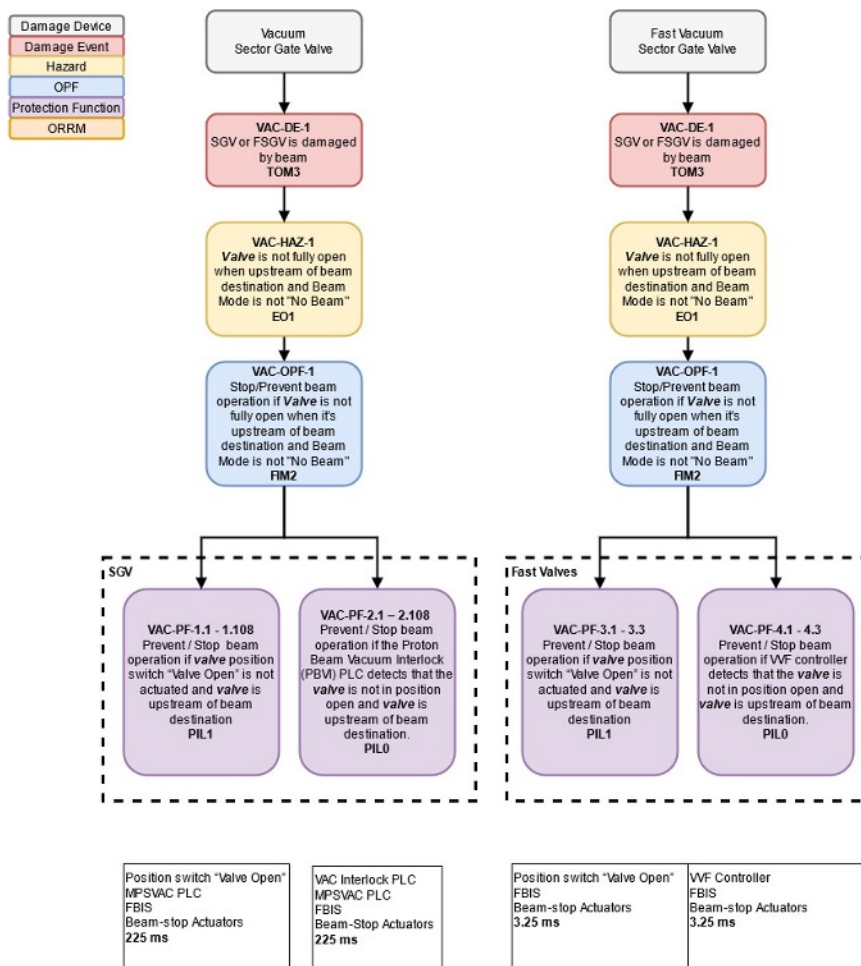 Damage Device
Damage Event
Hazard
OPF
Protection Function
ORRM
Vacuum
Sector Gate Valve
VAC-DE-1
SGV or FSGV is damaged
by beam
TOM3
VAC-HAZ-1
Valve is not fully open
when upstream of beam
destination and Beam
Mode is not "No Beam"
EO1
VAC-OPF-1
Stop/Prevent beam
operation if Valve is not
fully open when it's
upstream of beam
destination and Beam
Mode is not "No Beam"
FIM2
Fast Vacuum
Sector Gate Valve
VAC-DE-1
SGV or FSGV is damaged
by beam
TOM3
VAC-HAZ-1
Valve is not fully open
when upstream of beam
destination and Beam
Mode is not "No Beam"
EO1
VAC-OPF-1
Stop/Prevent beam
operation if Valve is not
fully open when it's
upstream of beam
destination and Beam
Mode is not "No Beam"
FIM2
SGV
VAC-PF-1.1 - 1.108
Prevent / Stop beam
operation if valve position
switch "Valve Open" is not
actuated and valve is
upstream of beam
destination
PIL1
VAC-PF-2.1 – 2.108
Prevent / Stop beam
operation if the Proton
Beam Vacuum Interlock
(PBVI) PLC detects that the
valve is not in position
open and valve is
upstream of beam
destination.
PIL0
Fast Valves
VAC-PF-3.1 - 3.3
Prevent / Stop beam
operation if valve position
switch "Valve Open" is not
actuated and valve is
upstream of beam
destination
PIL1
VAC-PF-4.1 - 4.3
Prevent / Stop beam
operation if VVF controller
detects that the valve is
not in position open and
valve is upstream of beam
destination.
PIL0
Position switch "Valve Open"
MPSVAC PLC
FBIS
Beam-stop Actuators
225 ms
VAC Interlock PLC
MPSVAC PLC
FBIS
Beam-Stop Actuators
225 ms
Position switch "Valve Open"
FBIS
Beam-stop Actuators
3.25 ms
VVF Controller
FBIS
Beam-stop Actuators
3.25 ms